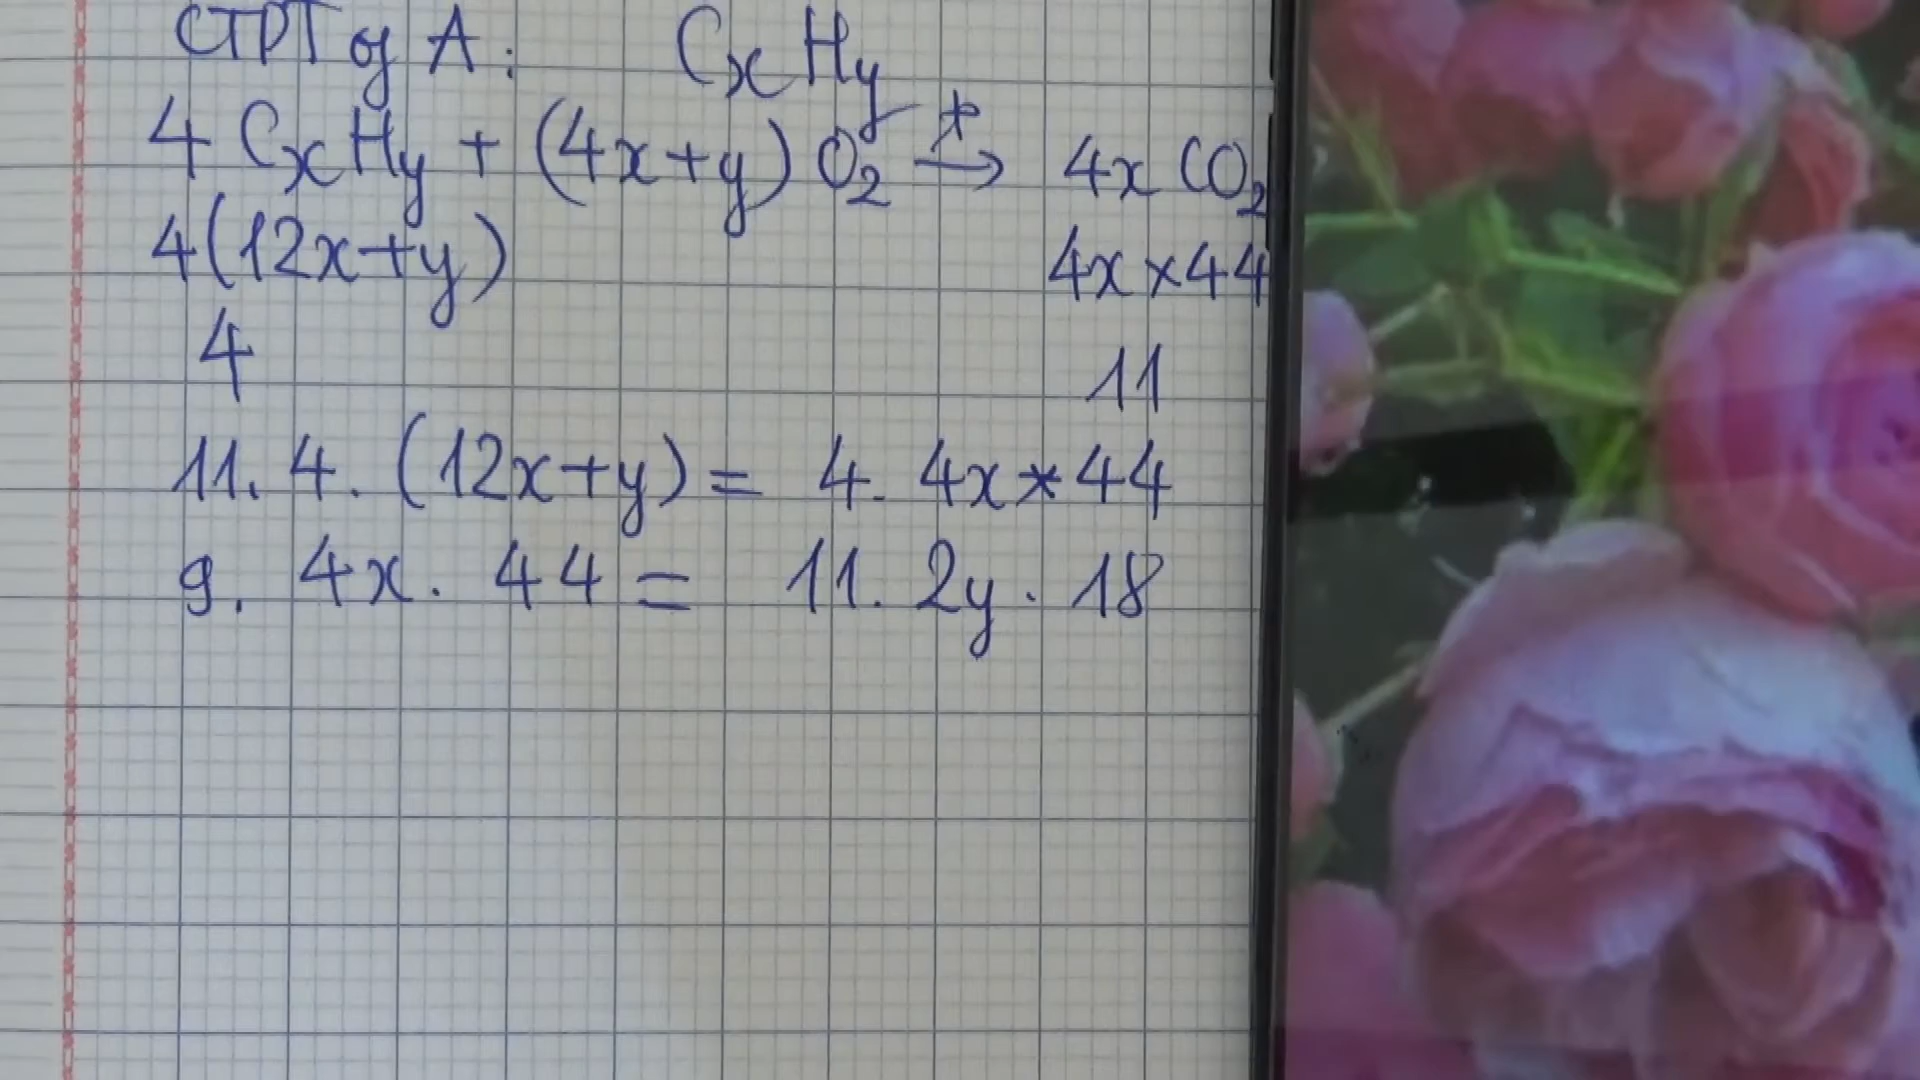 CTPT of A: CxHy
4 CxHy + (4x+y) O2 → 4x CO2
4(12x+y) 4x×44
4 11
11. 4. (12x+y) = 4. 4x*44
9. 4x. 44 = 11. 2y. 18